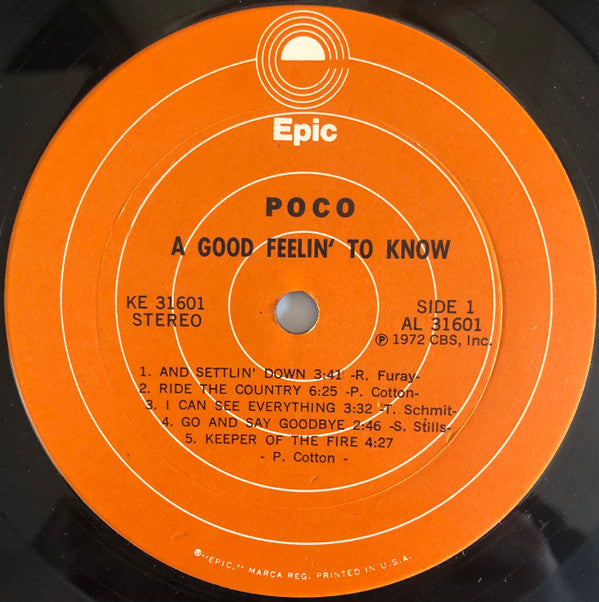 Epic
POCO
A GOOD FEELIN' TO KNOW
KE 31601
STEREO
SIDE 1
AL 31601
Ⓟ 1972 CBS, Inc.
1. AND SETTLIN' DOWN 3:41 -R. Furay-
2. RIDE THE COUNTRY 6:25 -P. Cotton-
3. I CAN SEE EVERYTHING 3:32 -T. Schmit-
4. GO AND SAY GOODBYE 2:46 -S. Stills-
5. KEEPER OF THE FIRE 4:27
- P. Cotton -
®"EPIC," MARCA REG. PRINTED IN U.S.A.